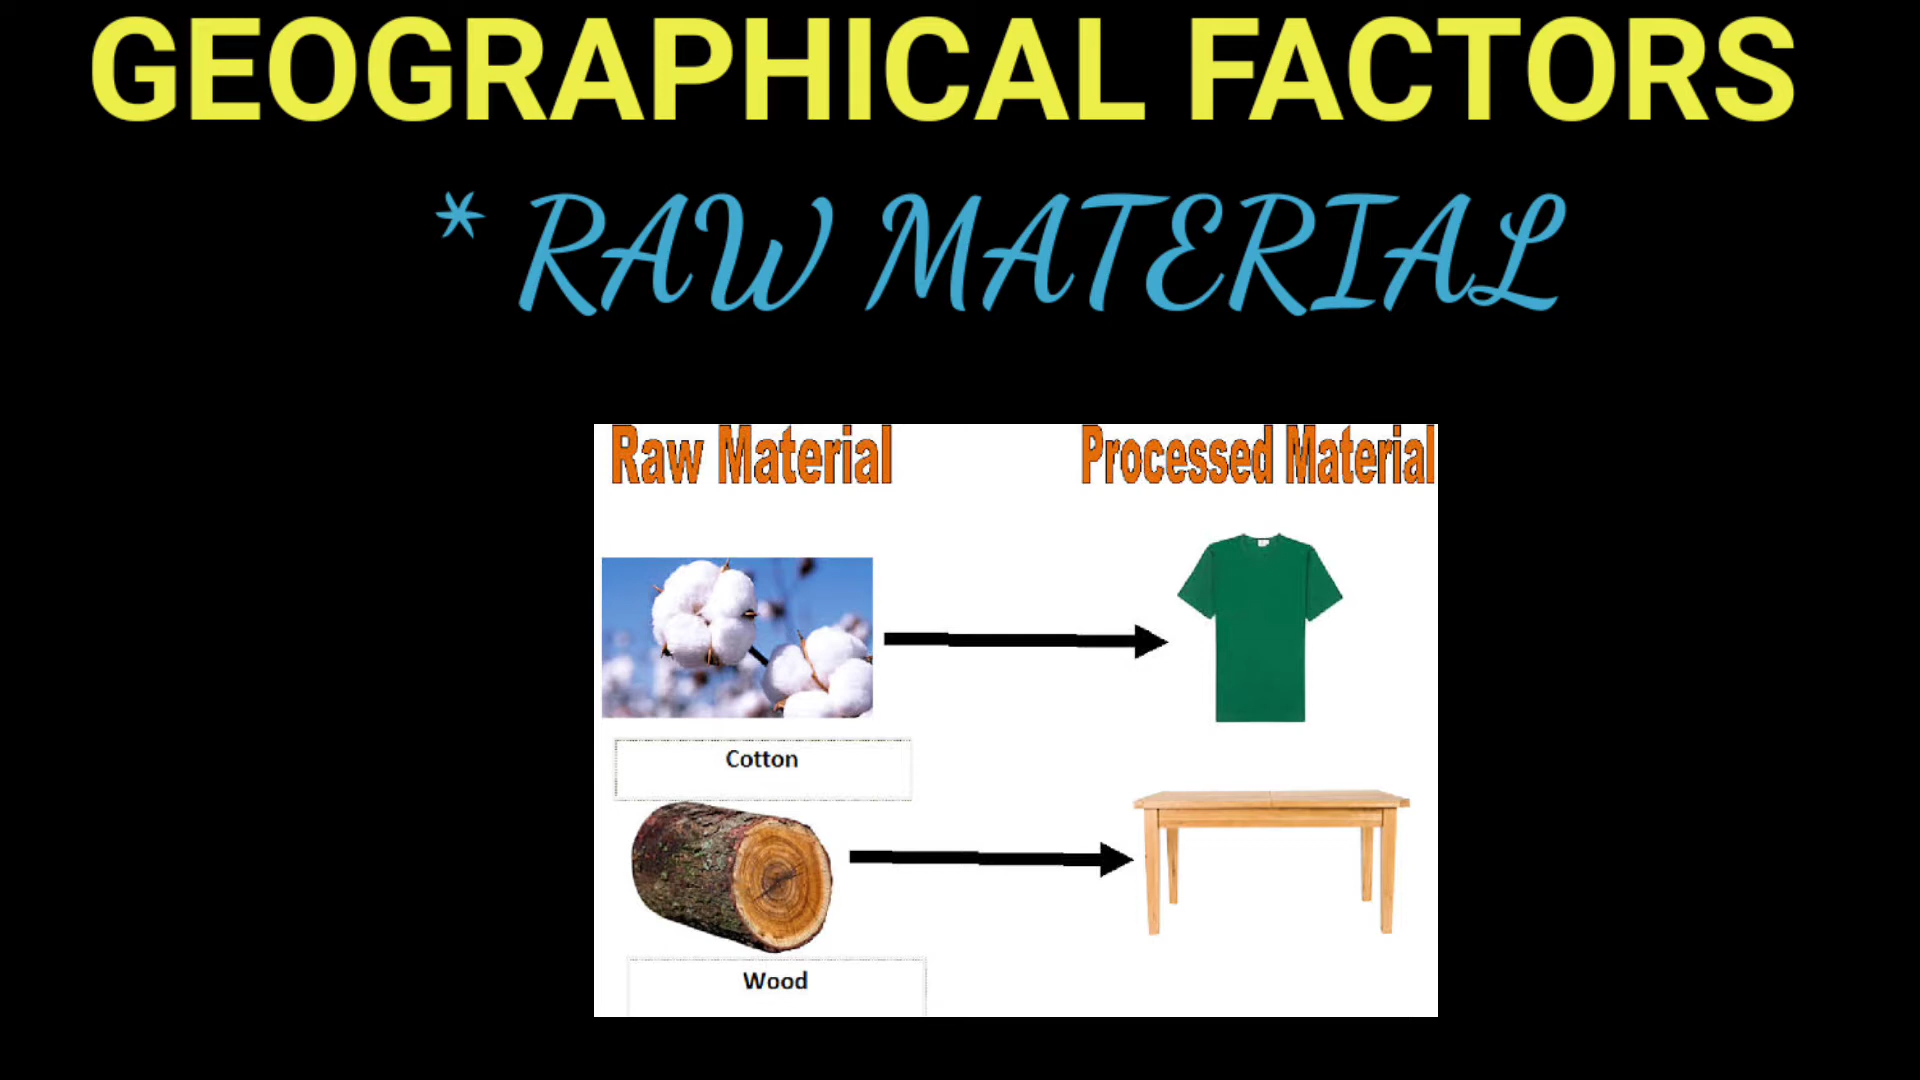 GEOGRAPHICAL FACTORS
* RAW MATERIAL
Raw Material Processed Material
Cotton
Wood